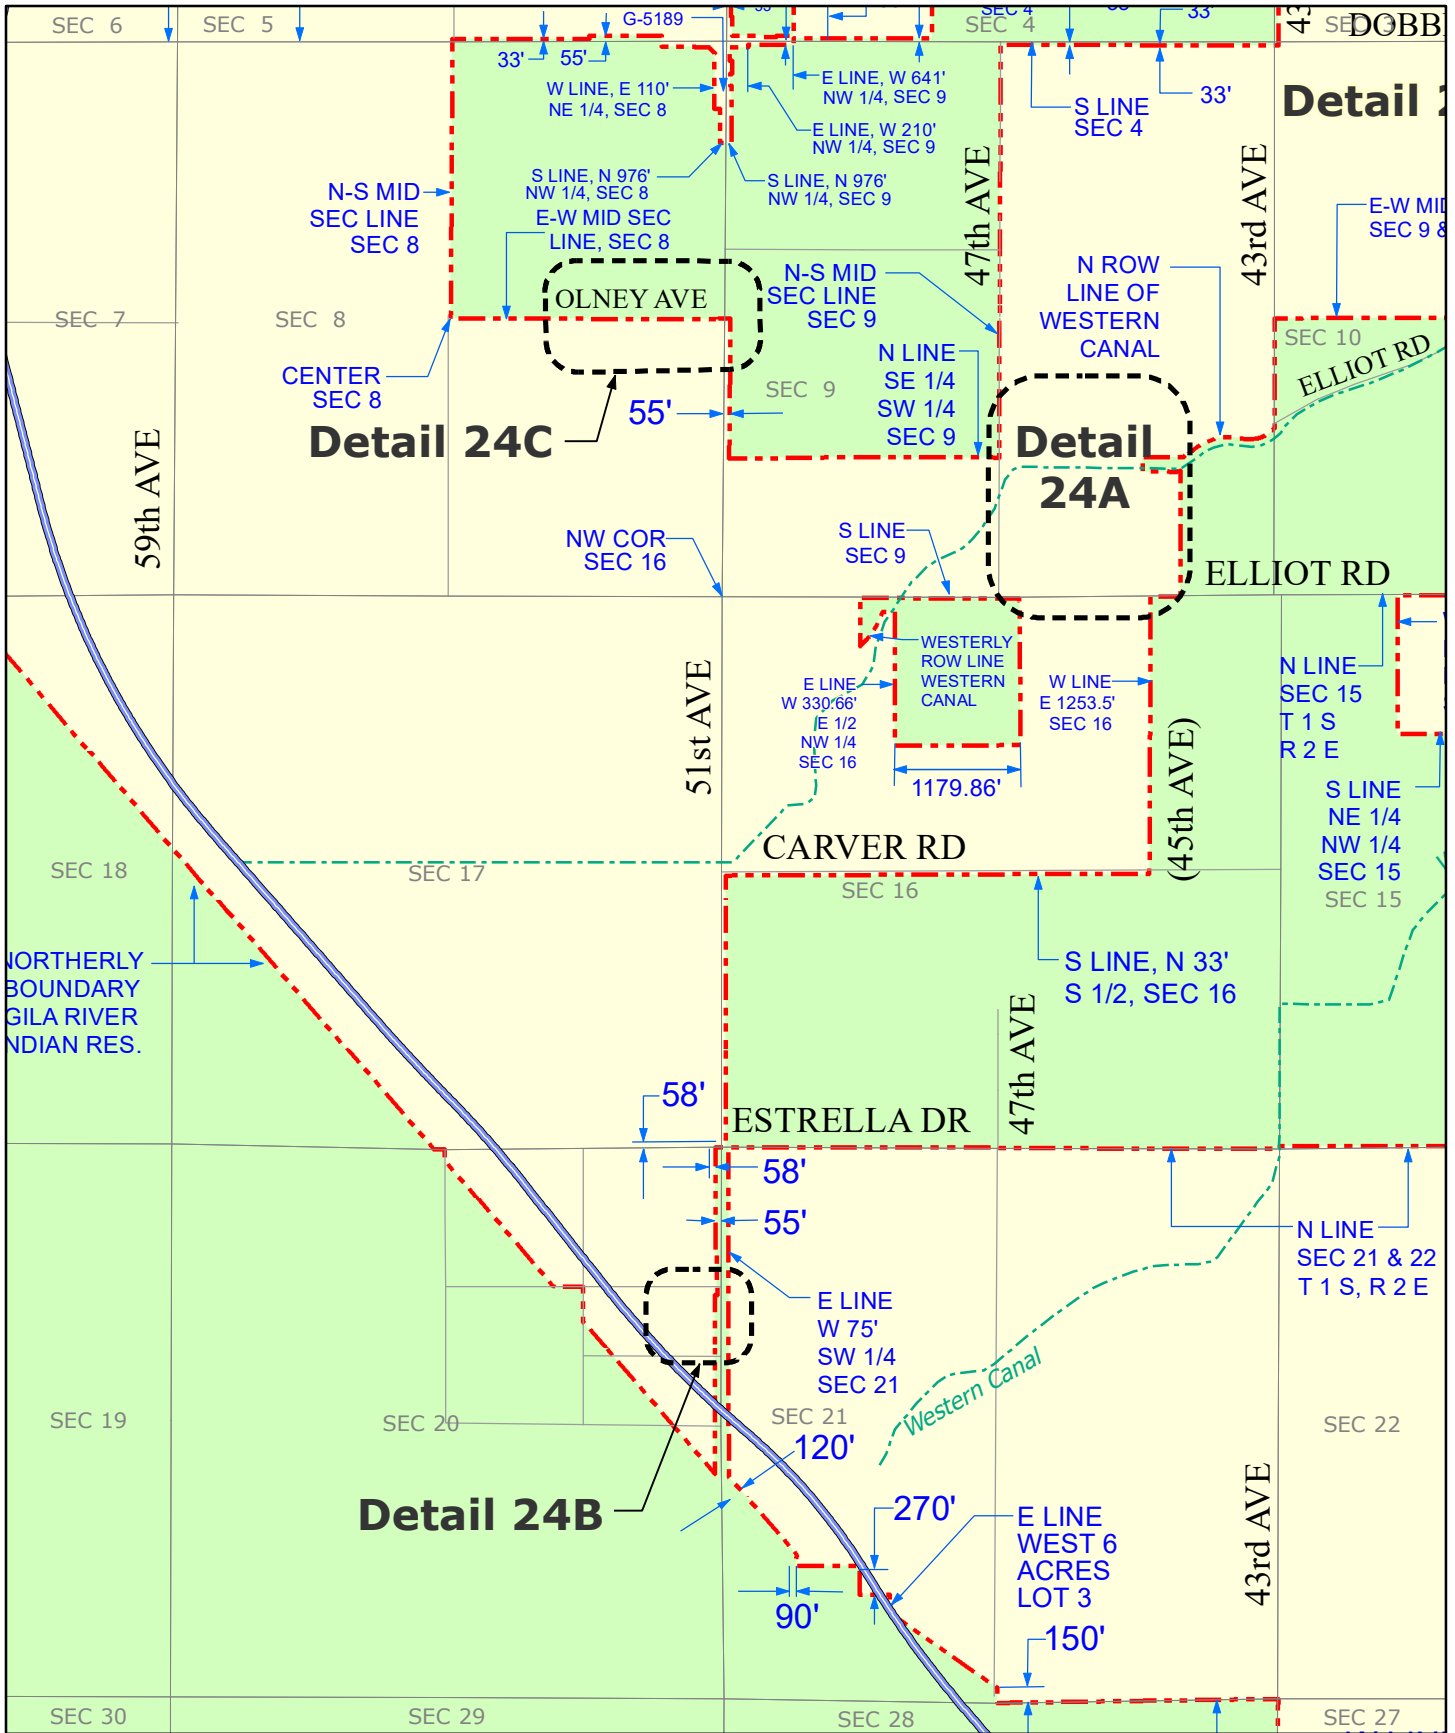 SEC 6
SEC 5
G-5189
SEC 4
SEC 4
33'
SEC 3
DOBB
33'
55'
W LINE, E 110'
NE 1/4, SEC 8
E LINE, W 641'
NW 1/4, SEC 9
E LINE, W 210'
NW 1/4, SEC 9
S LINE
SEC 4
33'
Detail 2
S LINE, N 976'
NW 1/4, SEC 8
S LINE, N 976'
NW 1/4, SEC 9
N-S MID
SEC LINE
SEC 8
E-W MID SEC
LINE, SEC 8
47th AVE
43rd AVE
E-W MID
SEC 9 &
OLNEY AVE
N-S MID
SEC LINE
SEC 9
N ROW
LINE OF
WESTERN
CANAL
SEC 7
SEC 8
SEC 10
ELLIOT RD
CENTER
SEC 8
N LINE
SE 1/4
SW 1/4
SEC 9
SEC 9
55'
Detail 24C
Detail
24A
59th AVE
NW COR
SEC 16
S LINE
SEC 9
ELLIOT RD
WESTERLY
ROW LINE
WESTERN
CANAL
E LINE
W 330.66'
E 1/2
NW 1/4
SEC 16
W LINE
E 1253.5'
SEC 16
N LINE
SEC 15
T 1 S
R 2 E
51st AVE
1179.86'
(45th AVE)
S LINE
NE 1/4
NW 1/4
SEC 15
CARVER RD
SEC 18
SEC 17
SEC 16
SEC 15
NORTHERLY
BOUNDARY
GILA RIVER
NDIAN RES.
S LINE, N 33'
S 1/2, SEC 16
47th AVE
58'
ESTRELLA DR
58'
55'
N LINE
SEC 21 & 22
T 1 S, R 2 E
E LINE
W 75'
SW 1/4
SEC 21
Western Canal
SEC 19
SEC 20
SEC 21
SEC 22
120'
Detail 24B
270'
E LINE
WEST 6
ACRES
LOT 3
43rd AVE
90'
150'
SEC 30
SEC 29
SEC 28
SEC 27